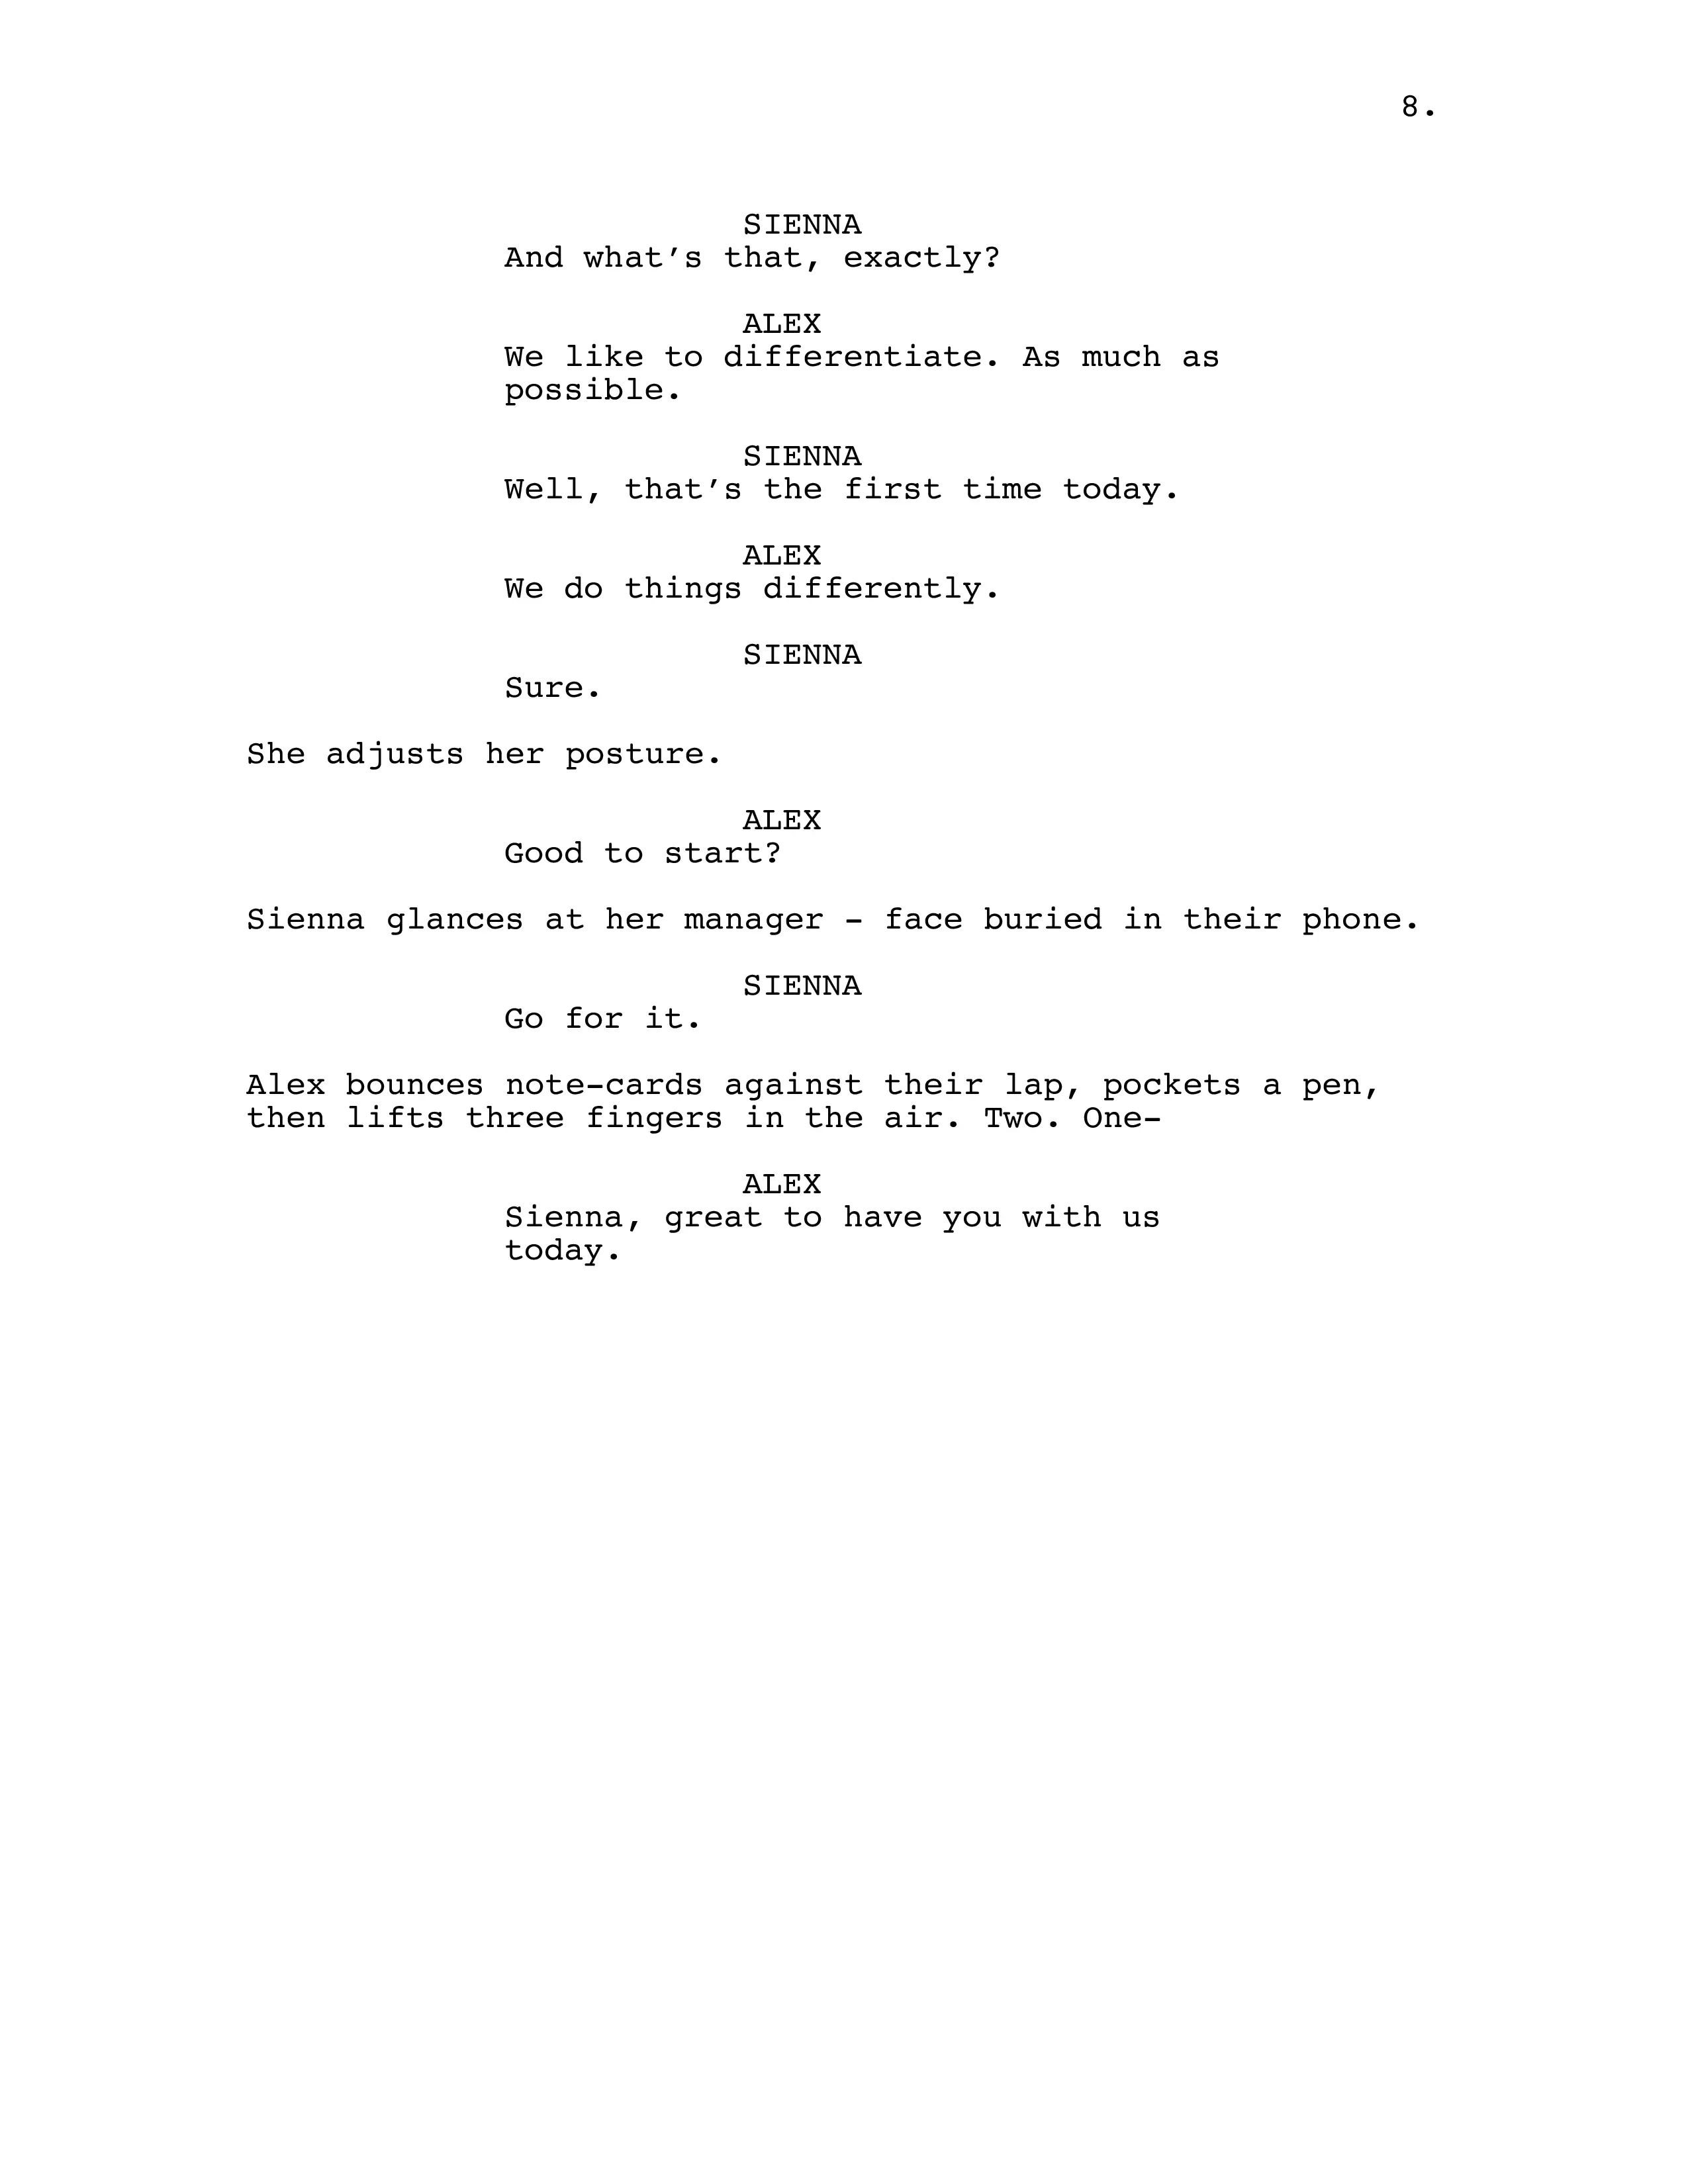 8.
SIENNA
And what’s that, exactly?
ALEX
We like to differentiate. As much as
possible.
SIENNA
Well, that’s the first time today.
ALEX
We do things differently.
SIENNA
Sure.
She adjusts her posture.
ALEX
Good to start?
Sienna glances at her manager - face buried in their phone.
SIENNA
Go for it.
Alex bounces note-cards against their lap, pockets a pen,
then lifts three fingers in the air. Two. One-
ALEX
Sienna, great to have you with us
today.